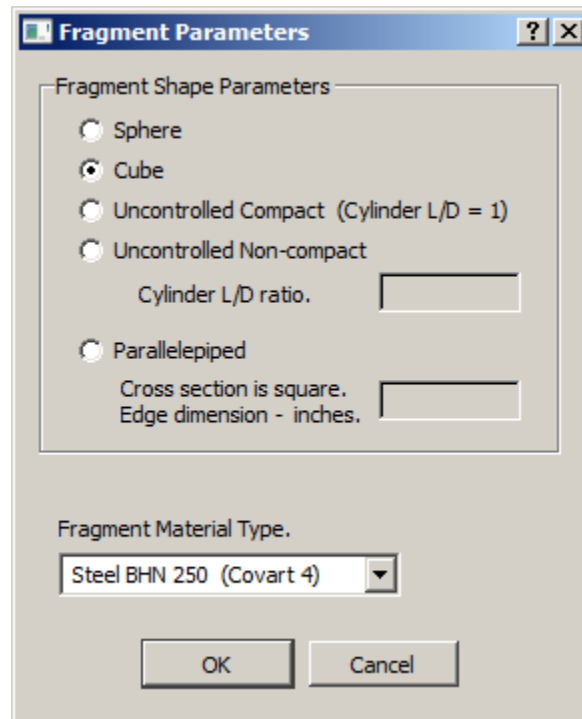 Fragment Parameters
Fragment Shape Parameters
Sphere
Cube
Uncontrolled Compact (Cylinder L/D = 1)
Uncontrolled Non-compact
Cylinder L/D ratio.
Parallelepiped
Cross section is square.
Edge dimension - inches.
Fragment Material Type.
Steel BHN 250 (Covart 4)
OK
Cancel